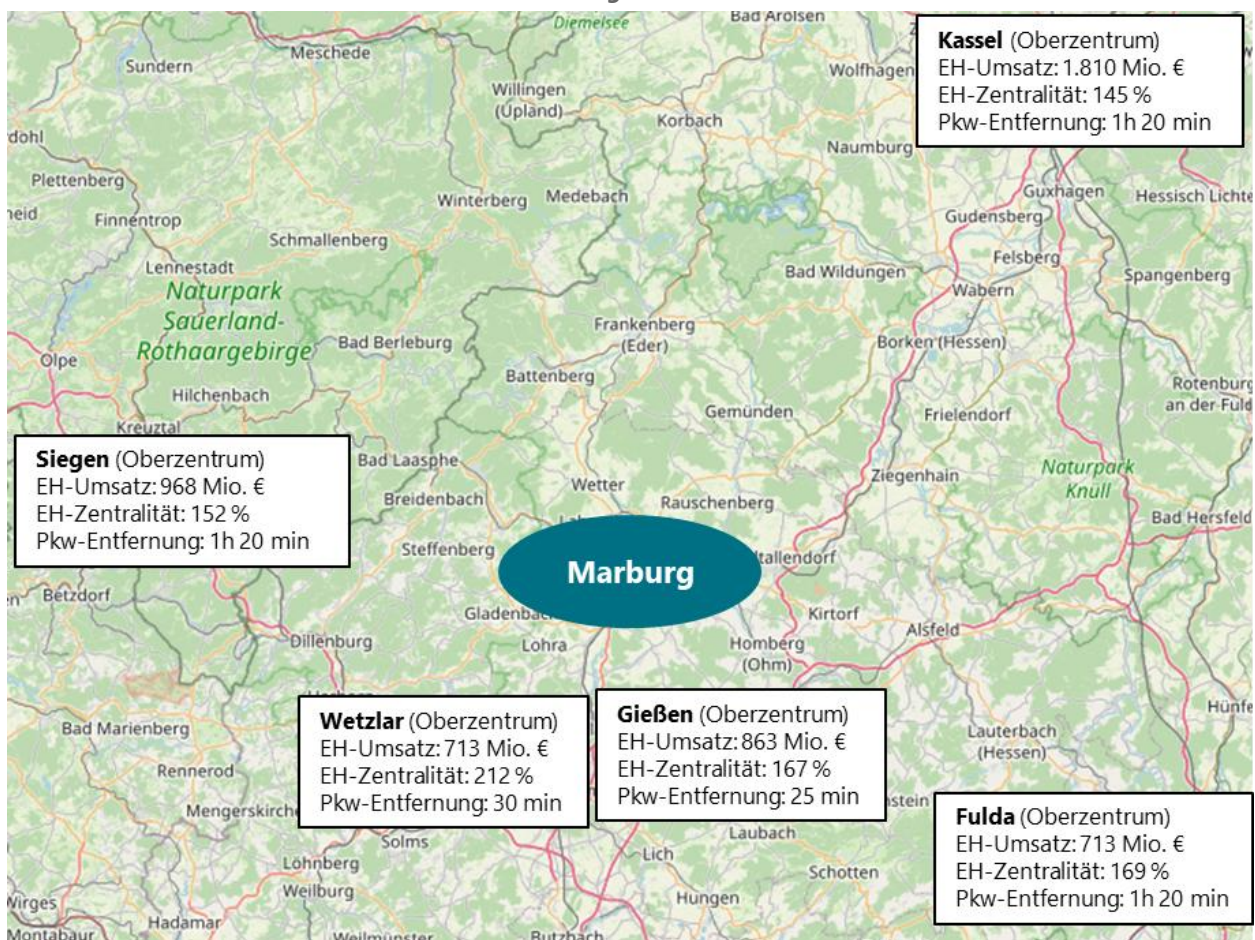 Diemelsee
Bad Arolsen
Sundern
Meschede
Wolfhagen
Willingen
(Upland)
Korbach
Naumburg
Kassel (Oberzentrum)
EH-Umsatz: 1.810 Mio. €
EH-Zentralität: 145 %
Pkw-Entfernung: 1h 20 min
Plettenberg
Finnentrop
Winterberg
Medebach
Guxhagen
Gudensberg
Schmallenberg
Felsberg
Lennestadt
Bad Wildungen
Spangenberg
Wabern
Naturpark
Sauerland-
Rothaargebirge
Frankenberg
(Eder)
Bad Berleburg
Borken (Hessen)
Olpe
Battenberg
Hilchenbach
Gemünden
Frielendorf
Rotenburg
an der Fuld
Kreuztal
Siegen (Oberzentrum)
EH-Umsatz: 968 Mio. €
EH-Zentralität: 152 %
Pkw-Entfernung: 1h 20 min
Bad Laasphe
Breidenbach
Wetter
Rauschenberg
Ziegenhain
Naturpark
Knüll
Bad Hersfeld
Steffenberg
Marburg
tallendorf
Betzdorf
Kirtorf
Alsfeld
Dillenburg
Lohra
Homberg
(Ohm)
Wetzlar (Oberzentrum)
EH-Umsatz: 713 Mio. €
EH-Zentralität: 212 %
Pkw-Entfernung: 30 min
Gießen (Oberzentrum)
EH-Umsatz: 863 Mio. €
EH-Zentralität: 167 %
Pkw-Entfernung: 25 min
Bad Marienberg
Rennerod
Lauterbach
(Hessen)
Fulda (Oberzentrum)
EH-Umsatz: 713 Mio. €
EH-Zentralität: 169 %
Pkw-Entfernung: 1h 20 min
Solms
Laubach
Löhnberg
Weilburg
Lich
Schotten
Hungen
Hadamar